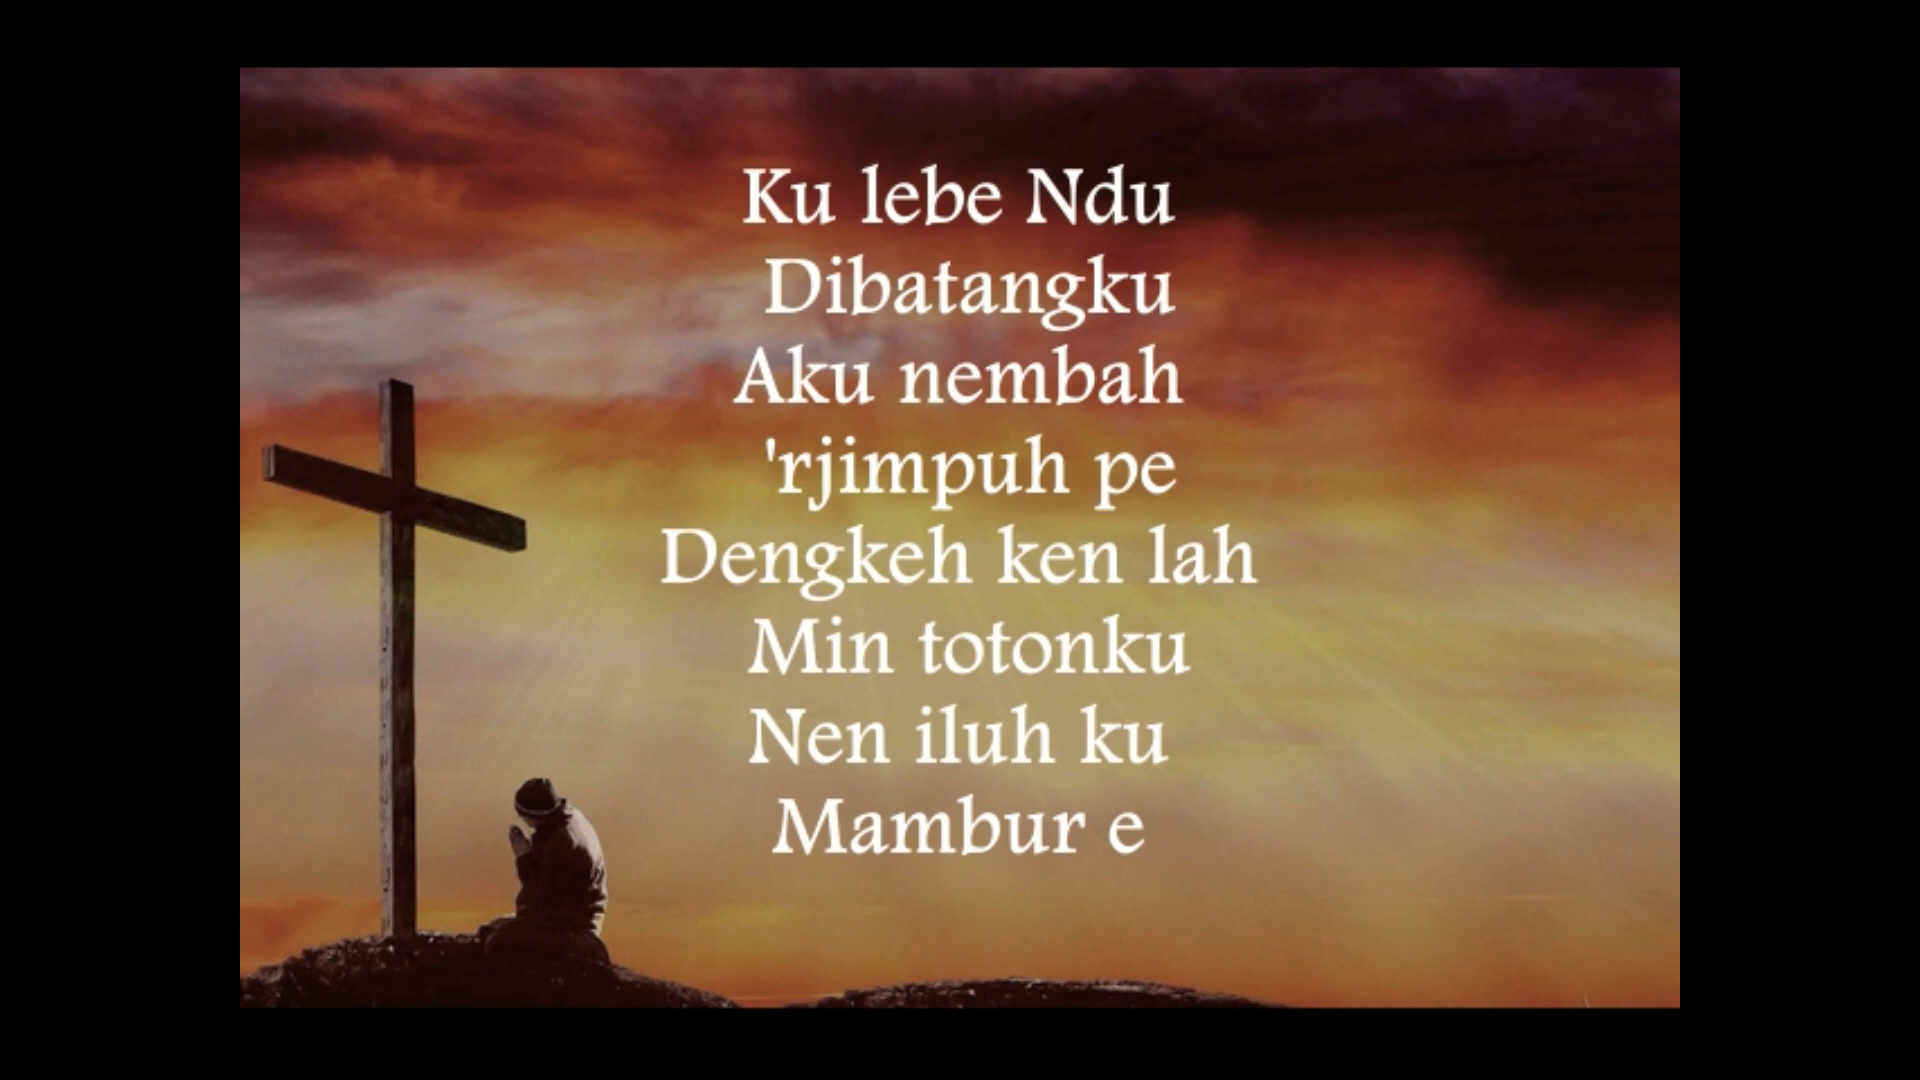 Ku lebe Ndu
Dibatangku
Aku nembah
'rjimpuh pe
Dengkeh ken lah
Min totonku
Nen iluh ku
Mambur e